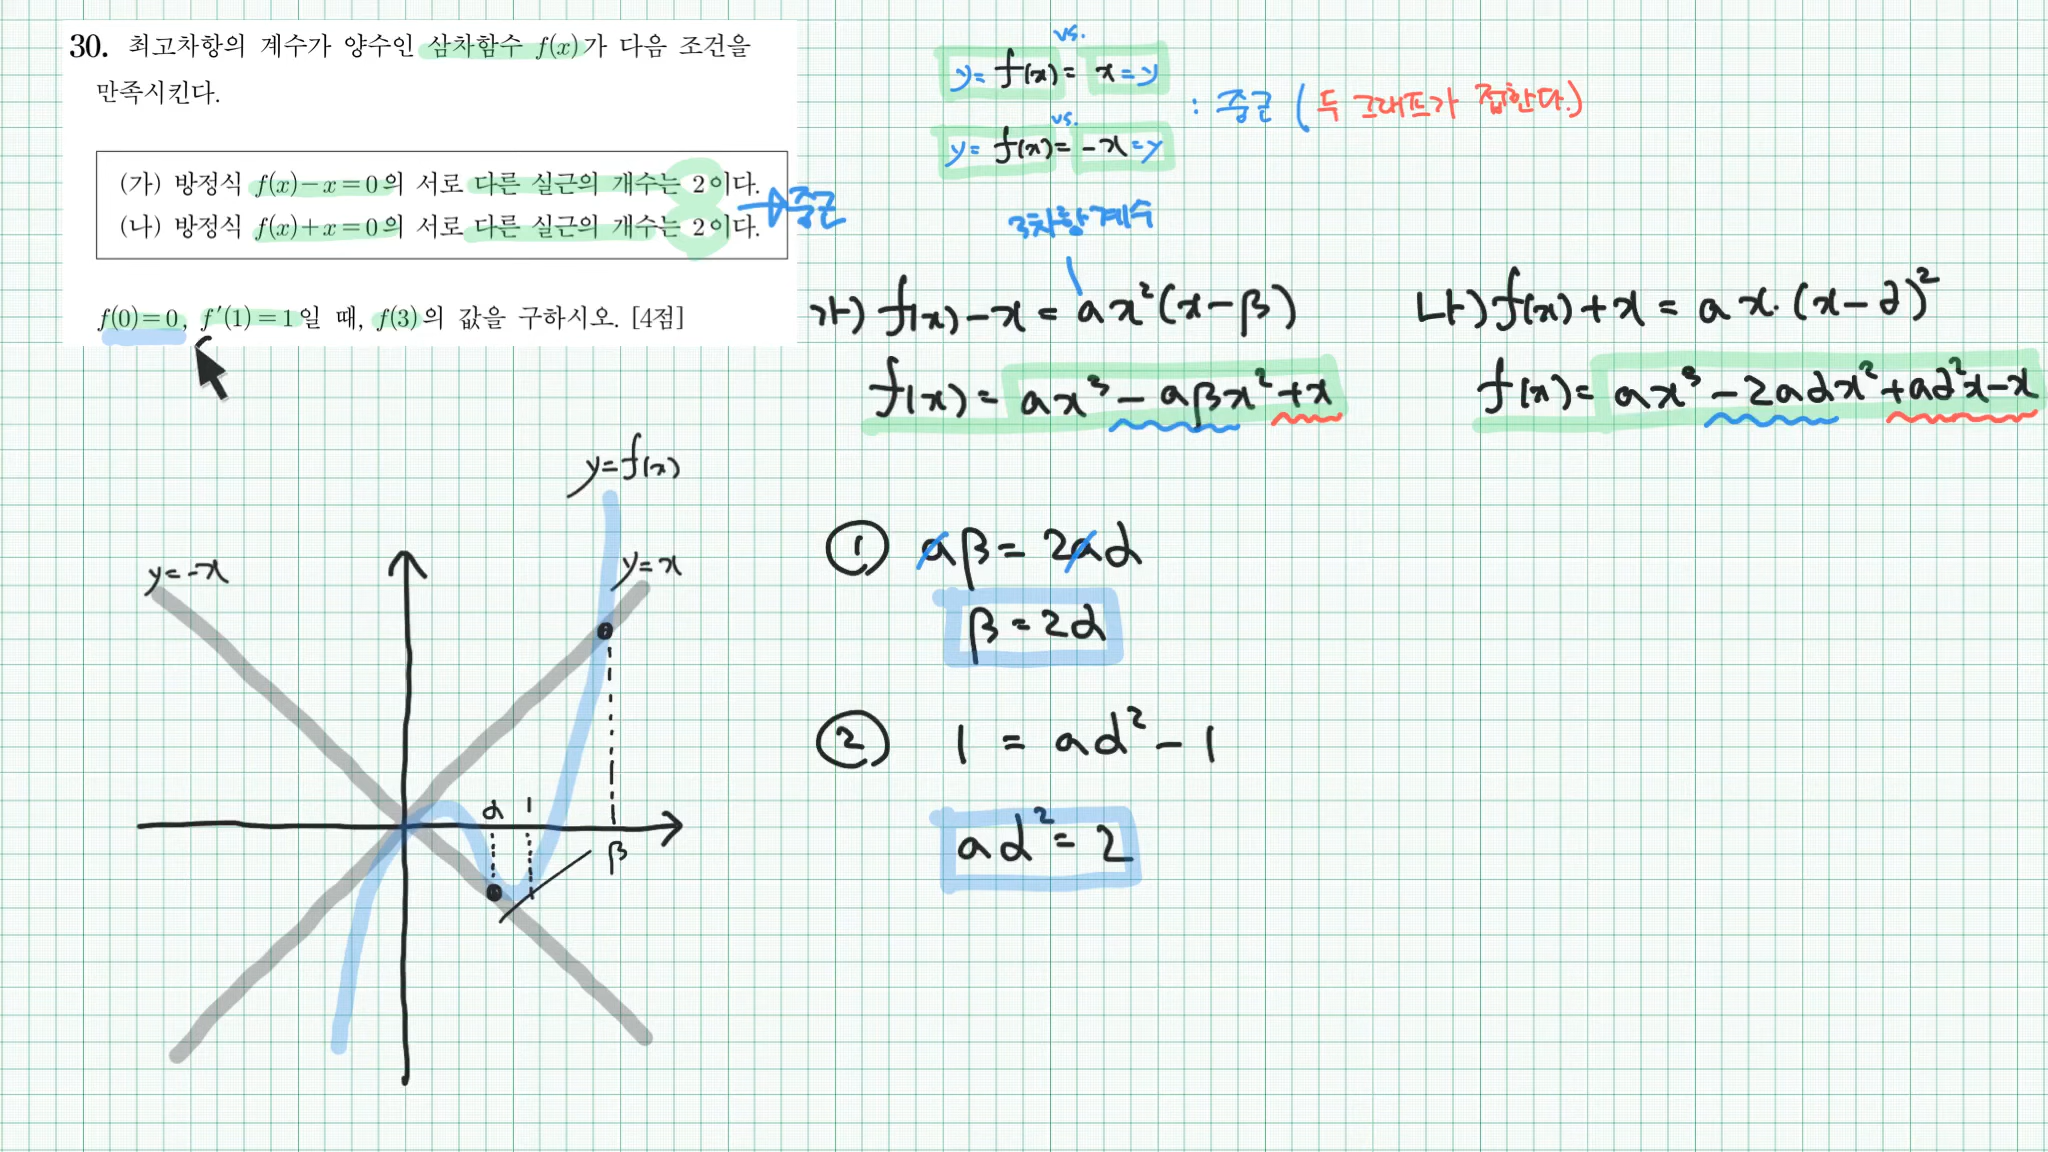 30. 최고차항의 계수가 양수인 삼차함수 f(x)가 다음 조건을
만족시킨다.
(가) 방정식 f(x)−x=0의 서로 다른 실근의 개수는 2이다.
(나) 방정식 f(x)+x=0의 서로 다른 실근의 개수는 2이다.
→ 중근
f(0)=0, f′(1)=1일 때, f(3)의 값을 구하시오. [4점]
vs.
y= f(x) = x =y
vs.
y= f(x) = -x =y
: 중근 (두 그래프가 접한다.)
3차항계수
가) f(x)-x = ax²(x-β)
f(x) = ax³ - aβx² + x
나) f(x)+x = ax·(x-α)²
f(x) = ax³ - 2aαx² + aα²x - x
① aβ = 2aα
β = 2α
② 1 = aα² - 1
aα² = 2
y=f(x)
y=-x
y=x
α 1
β